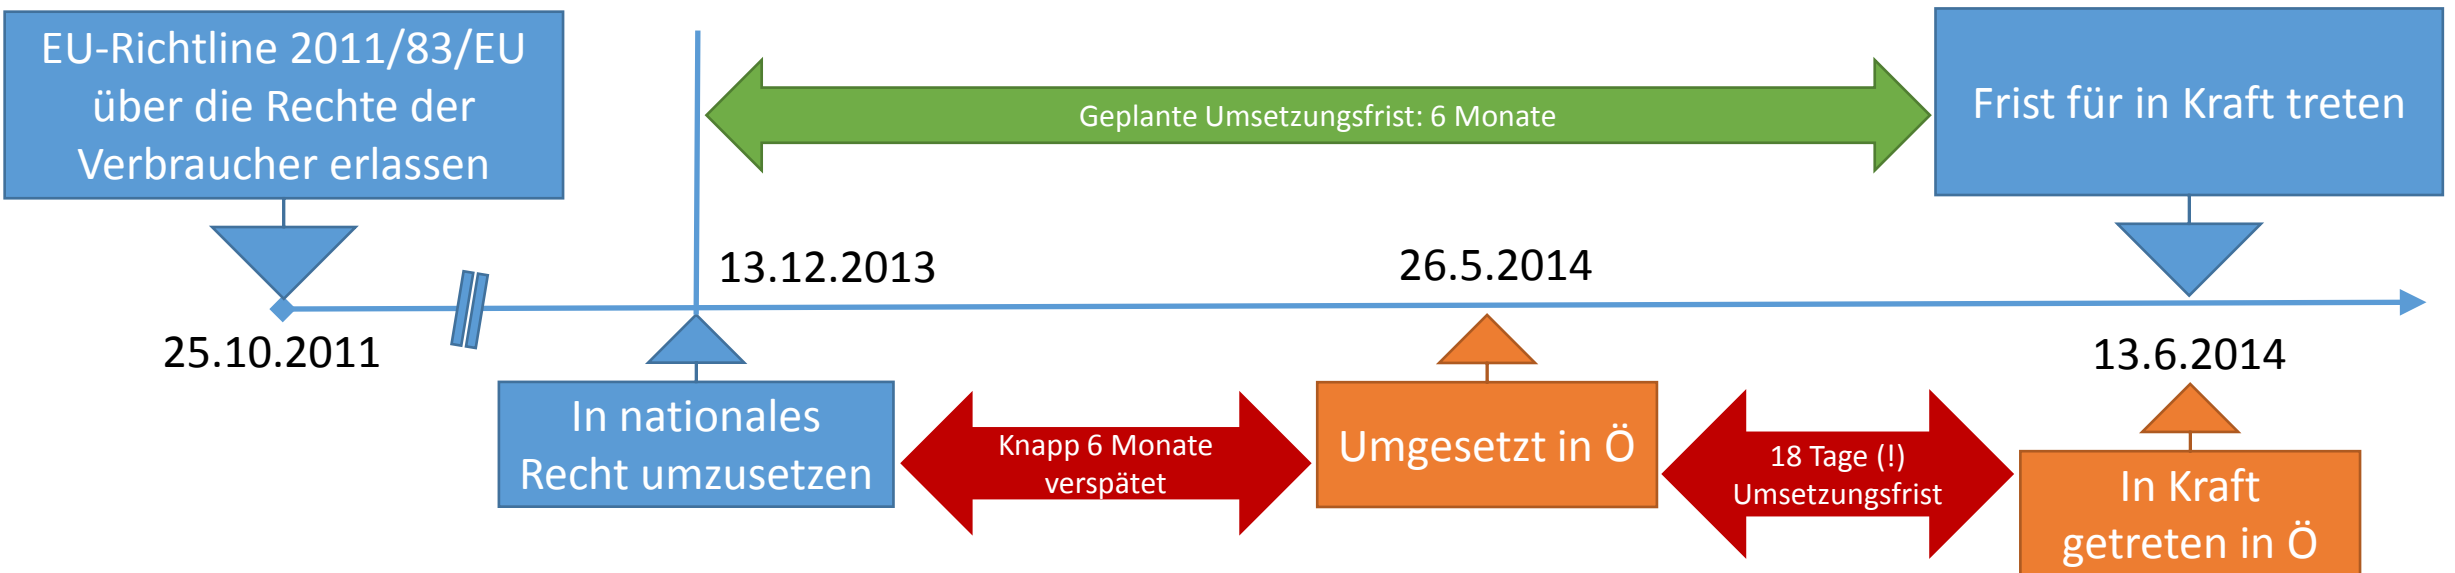 EU-Richtline 2011/83/EU
über die Rechte der
Verbraucher erlassen
Geplante Umsetzungsfrist: 6 Monate
Frist für in Kraft treten
13.12.2013
26.5.2014
25.10.2011
13.6.2014
In nationales
Recht umzusetzen
Knapp 6 Monate
verspätet
Umgesetzt in Ö
18 Tage (!)
Umsetzungsfrist
In Kraft
getreten in Ö